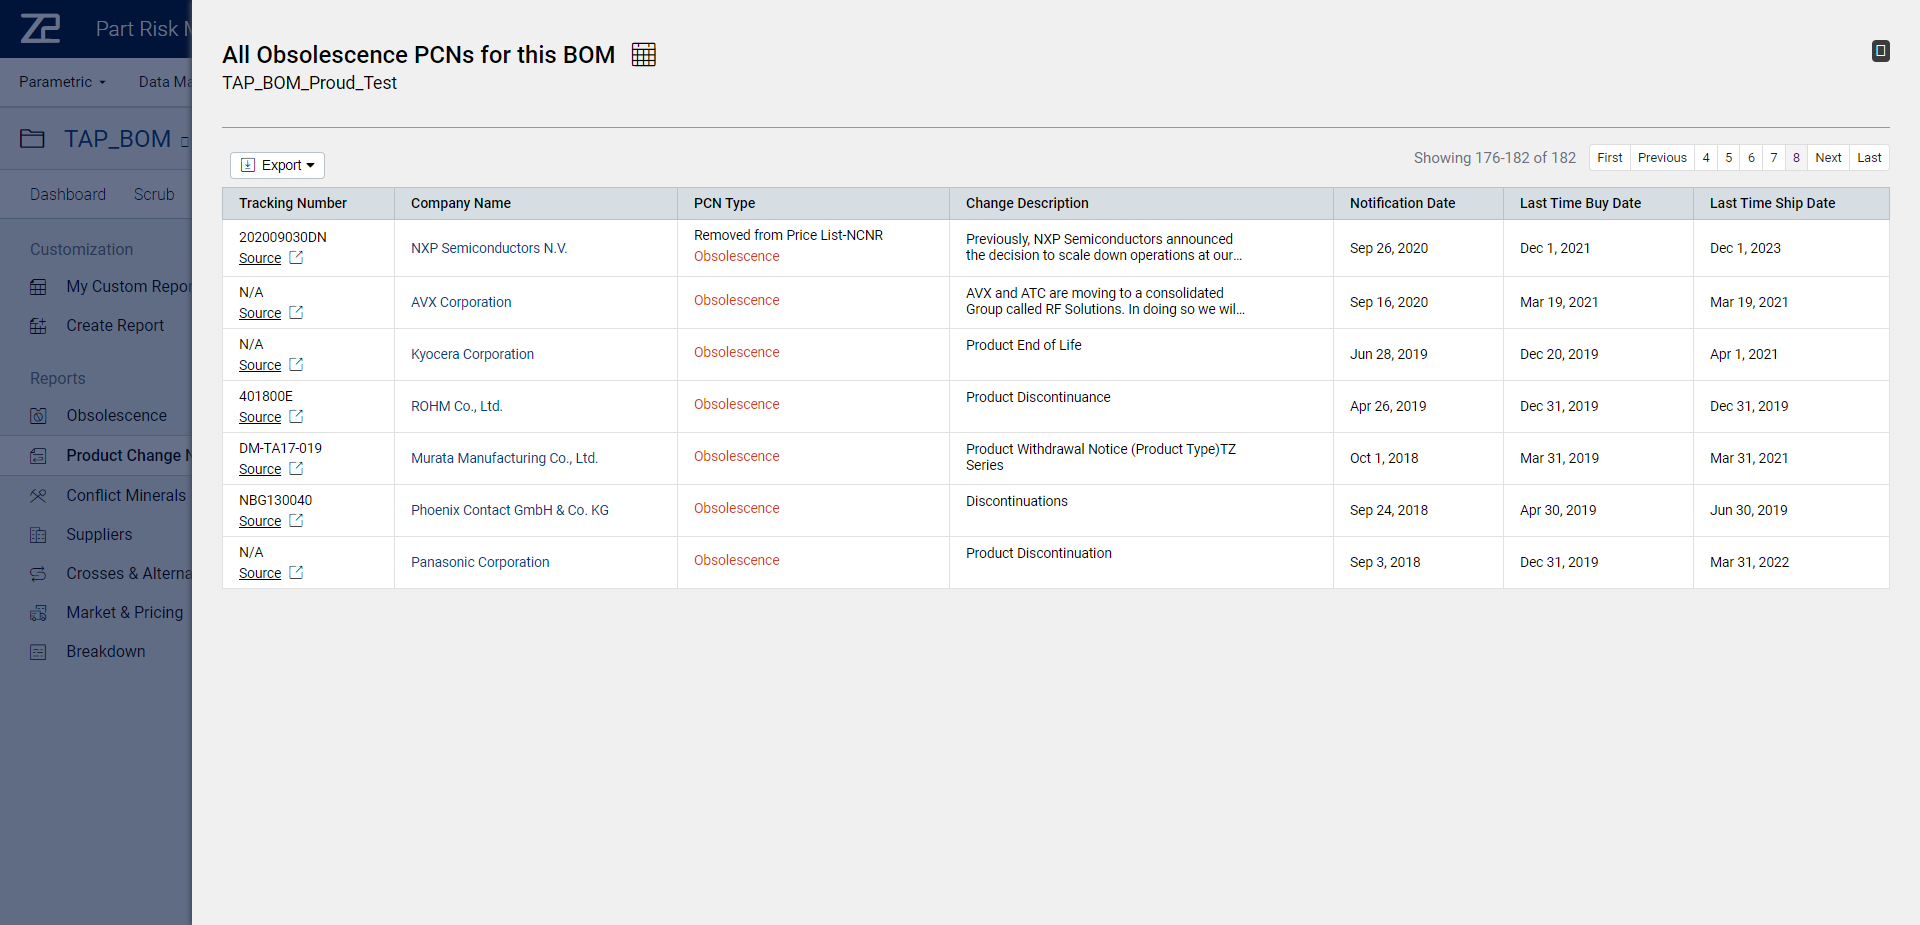 Z2
Part Risk M
Parametric
Data Ma
TAP_BOM
Dashboard
Scrub
Customization
My Custom Repor
Create Report
Reports
Obsolescence
Product Change N
Conflict Minerals
Suppliers
Crosses & Alterna
Market & Pricing
Breakdown
All Obsolescence PCNs for this BOM
TAP_BOM_Proud_Test
Export
Showing 176-182 of 182
First Previous 4 5 6 7 8 Next Last
Tracking Number Company Name PCN Type Change Description Notification Date Last Time Buy Date Last Time Ship Date
202009030DN
Source
NXP Semiconductors N.V.
Removed from Price List-NCNR
Obsolescence
Previously, NXP Semiconductors announced
the decision to scale down operations at our...
Sep 26, 2020
Dec 1, 2021
Dec 1, 2023
N/A
Source
AVX Corporation
Obsolescence
AVX and ATC are moving to a consolidated
Group called RF Solutions. In doing so we wil...
Sep 16, 2020
Mar 19, 2021
Mar 19, 2021
N/A
Source
Kyocera Corporation
Obsolescence
Product End of Life
Jun 28, 2019
Dec 20, 2019
Apr 1, 2021
401800E
Source
ROHM Co., Ltd.
Obsolescence
Product Discontinuance
Apr 26, 2019
Dec 31, 2019
Dec 31, 2019
DM-TA17-019
Source
Murata Manufacturing Co., Ltd.
Obsolescence
Product Withdrawal Notice (Product Type)TZ
Series
Oct 1, 2018
Mar 31, 2019
Mar 31, 2021
NBG130040
Source
Phoenix Contact GmbH & Co. KG
Obsolescence
Discontinuations
Sep 24, 2018
Apr 30, 2019
Jun 30, 2019
N/A
Source
Panasonic Corporation
Obsolescence
Product Discontinuation
Sep 3, 2018
Dec 31, 2019
Mar 31, 2022